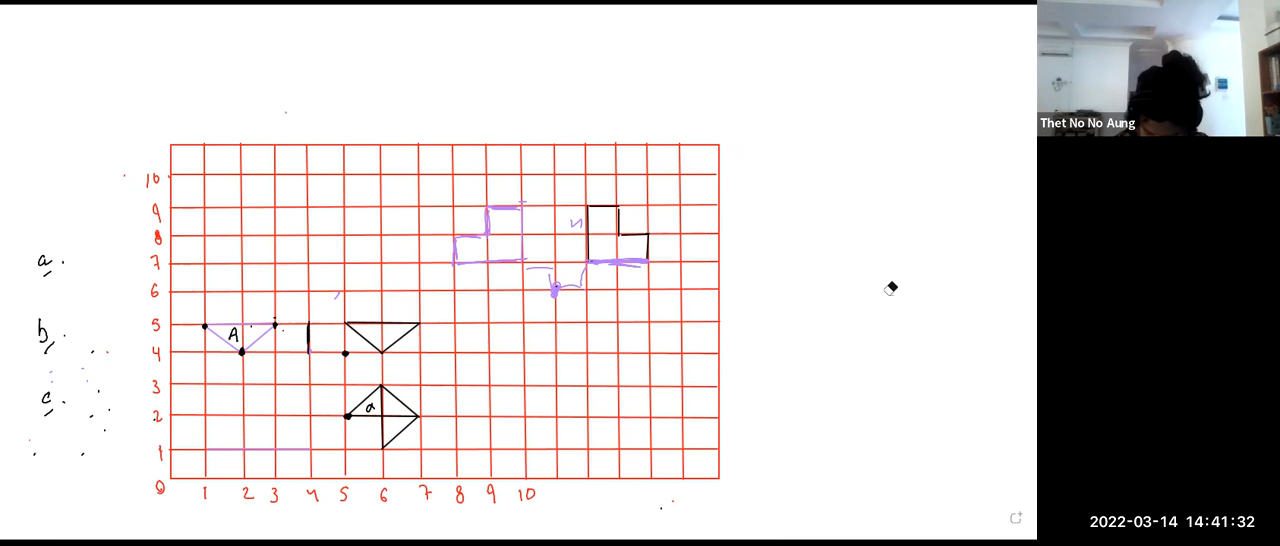 Thet No No Aung
10
9
8
a.
7
6
5
A
b.
4
3
c.
a
2
1
0
1 2 3 4 5 6 7 8 9 10
2022-03-14 14:41:32